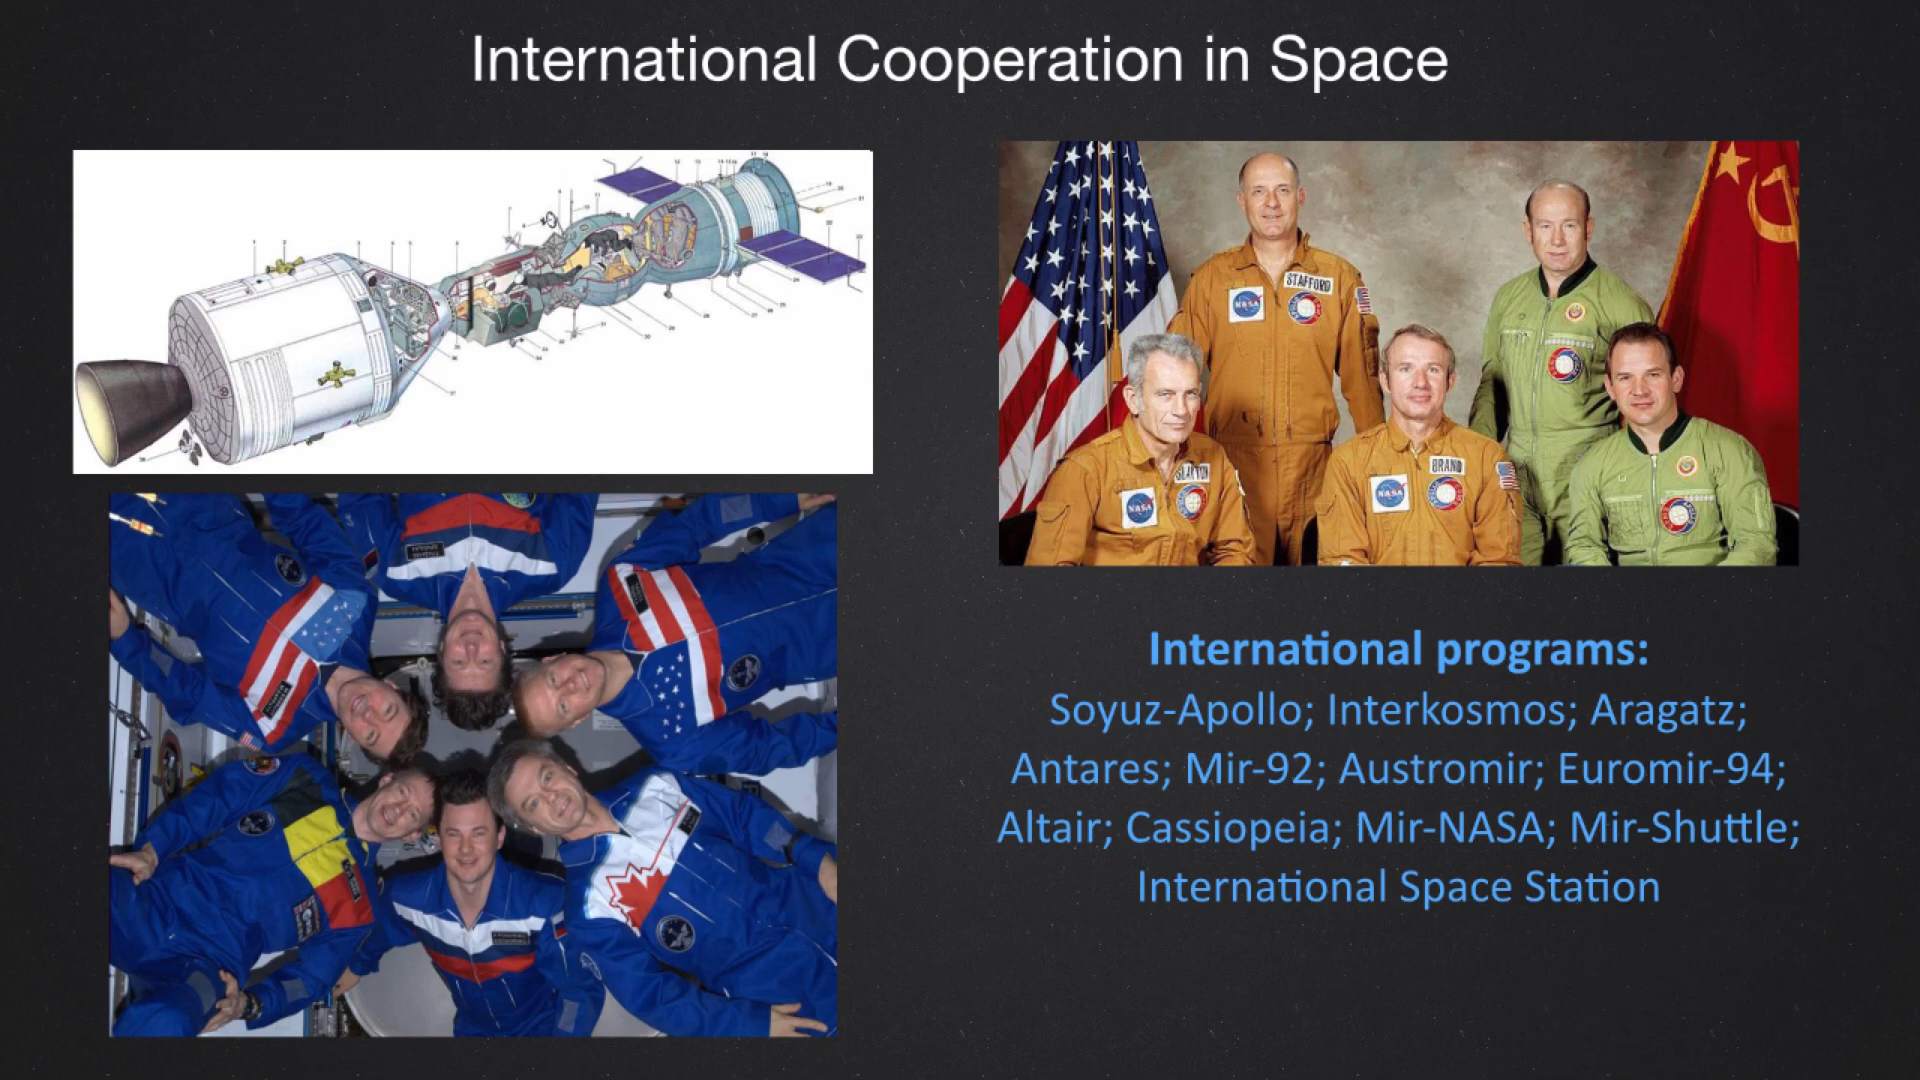 International Cooperation in Space
STAFFORD
NASA
SLAYTON
NASA
BRAND
NASA
International programs:
Soyuz-Apollo; Interkosmos; Aragatz;
Antares; Mir-92; Austromir; Euromir-94;
Altair; Cassiopeia; Mir-NASA; Mir-Shuttle;
International Space Station